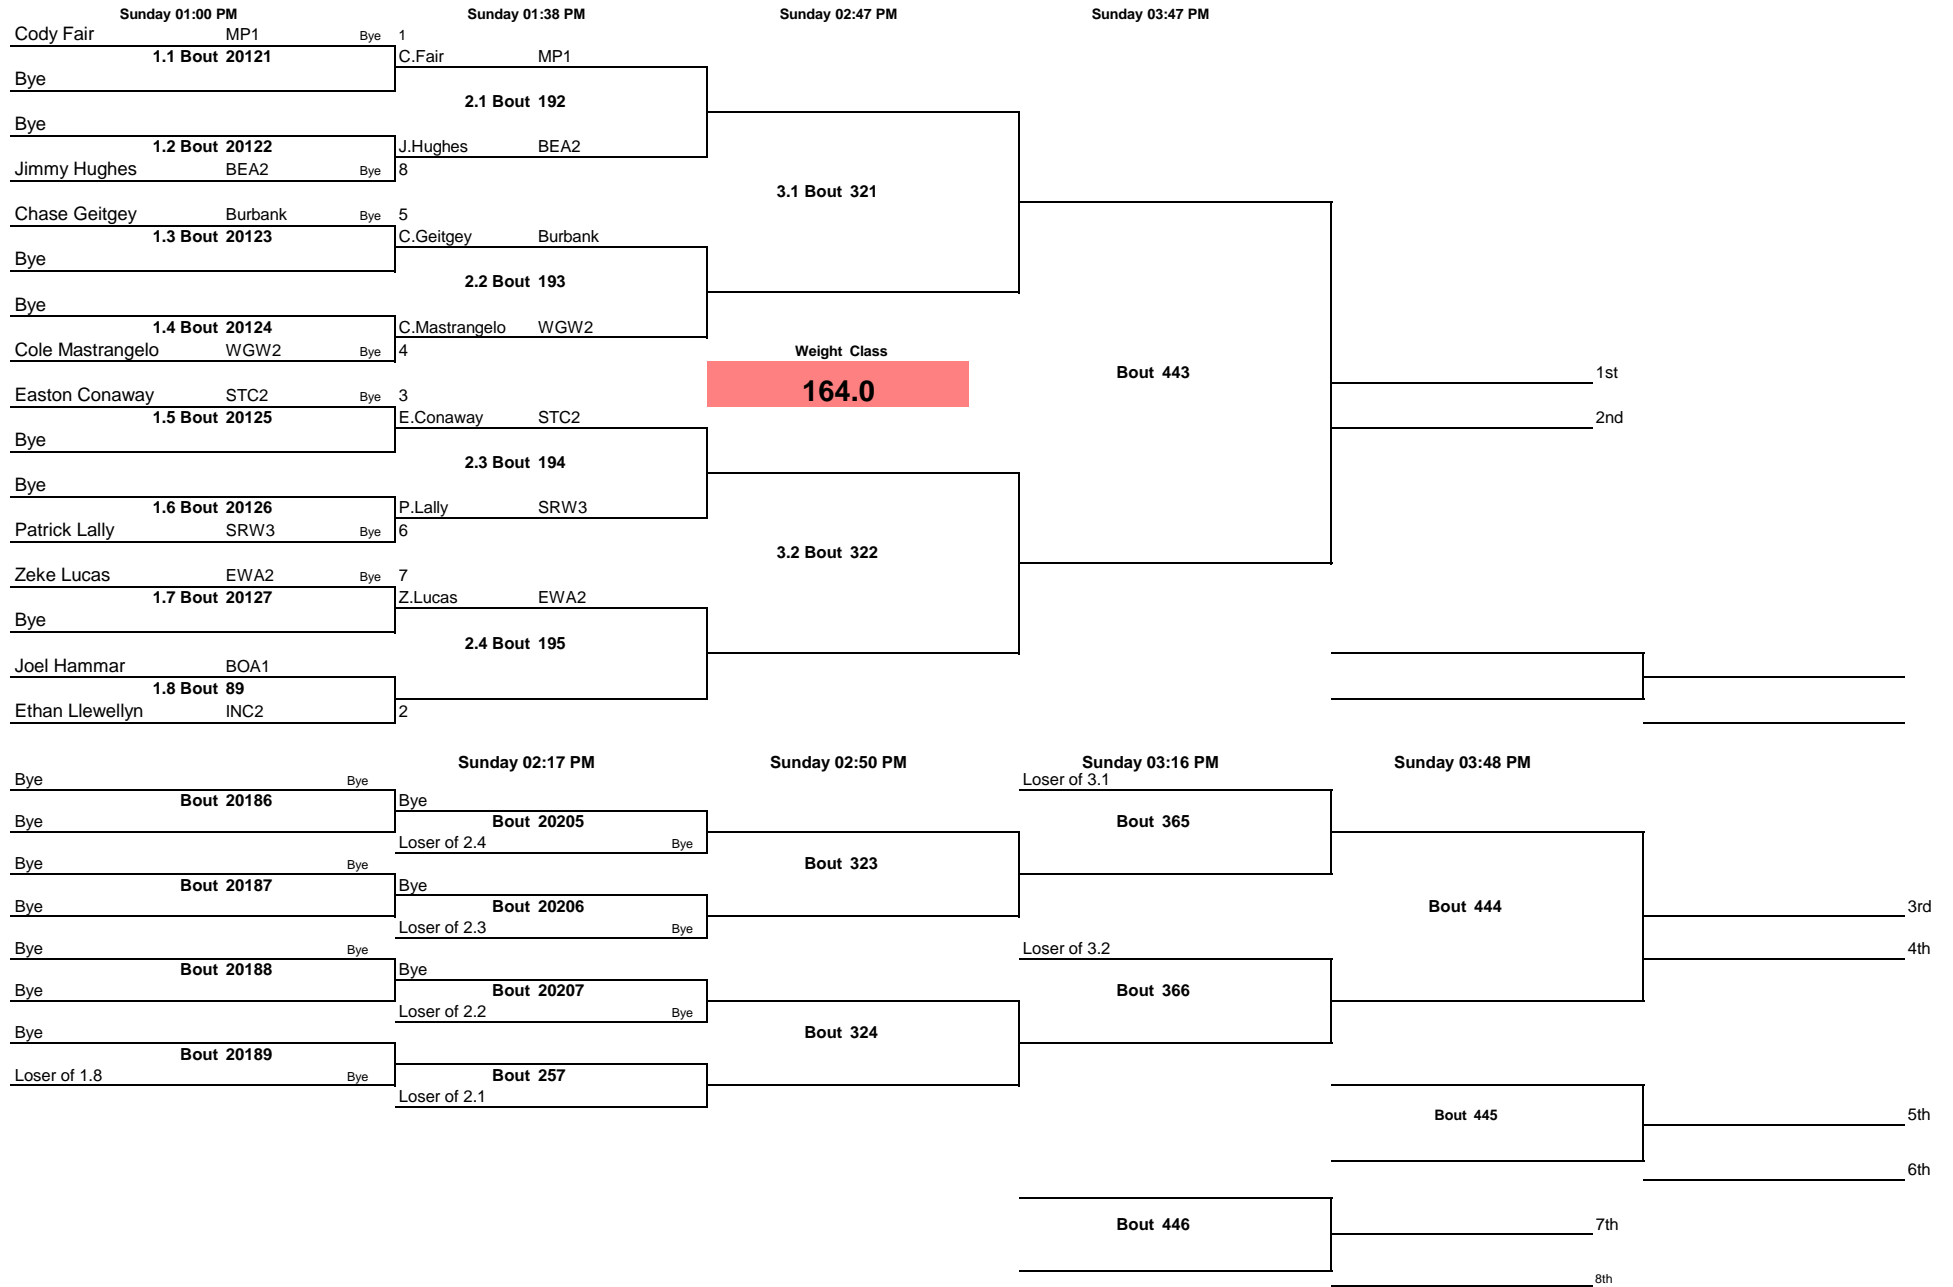 Sunday 01:00 PM Sunday 01:38 PM Sunday 02:47 PM Sunday 03:47 PM
Cody Fair MP1 Bye 1
1.1 Bout 20121 C.Fair MP1
Bye
2.1 Bout 192
Bye
1.2 Bout 20122 J.Hughes BEA2
Jimmy Hughes BEA2 Bye 8
3.1 Bout 321
Chase Geitgey Burbank Bye 5
1.3 Bout 20123 C.Geitgey Burbank
Bye
2.2 Bout 193
Bye
1.4 Bout 20124 C.Mastrangelo WGW2
Cole Mastrangelo WGW2 Bye 4 Weight Class
Bout 443 1st
Easton Conaway STC2 Bye 3 164.0
1.5 Bout 20125 E.Conaway STC2 2nd
Bye
2.3 Bout 194
Bye
1.6 Bout 20126 P.Lally SRW3
Patrick Lally SRW3 Bye 6
3.2 Bout 322
Zeke Lucas EWA2 Bye 7
1.7 Bout 20127 Z.Lucas EWA2
Bye
2.4 Bout 195
Joel Hammar BOA1
1.8 Bout 89
Ethan Llewellyn INC2 2
Sunday 02:17 PM Sunday 02:50 PM Sunday 03:16 PM Sunday 03:48 PM
Bye Bye Loser of 3.1
Bout 20186 Bye
Bye Bout 20205 Bout 365
Loser of 2.4 Bye
Bye Bye Bout 323
Bout 20187 Bye
Bye Bout 20206 Bout 444 3rd
Loser of 2.3 Bye
Bye Bye Loser of 3.2 4th
Bout 20188 Bye
Bye Bout 20207 Bout 366
Loser of 2.2 Bye
Bye Bout 324
Bout 20189
Loser of 1.8 Bye Bout 257
Loser of 2.1
Bout 445 5th
6th
Bout 446 7th
8th